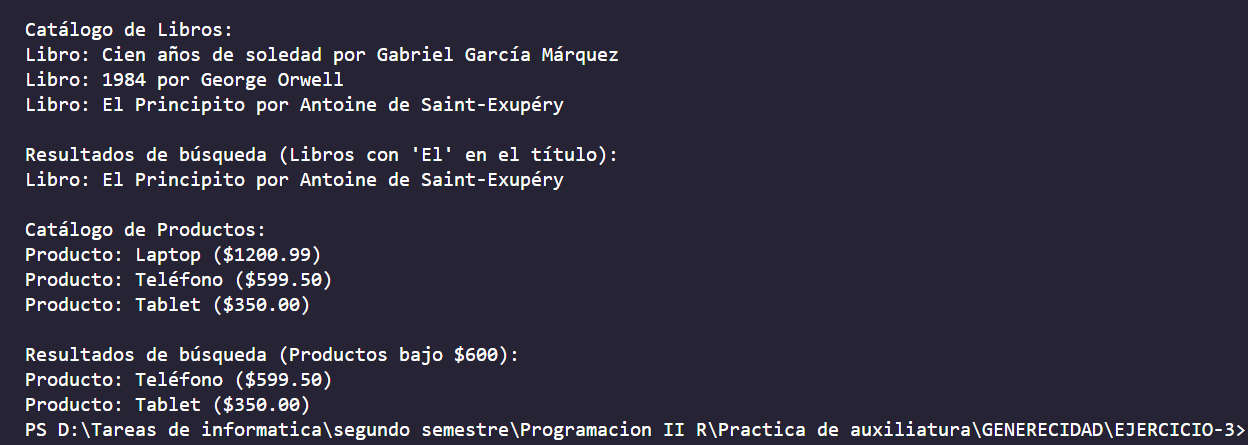 Catálogo de Libros:
Libro: Cien años de soledad por Gabriel García Márquez
Libro: 1984 por George Orwell
Libro: El Principito por Antoine de Saint-Exupéry
Resultados de búsqueda (Libros con 'El' en el título):
Libro: El Principito por Antoine de Saint-Exupéry
Catálogo de Productos:
Producto: Laptop ($1200.99)
Producto: Teléfono ($599.50)
Producto: Tablet ($350.00)
Resultados de búsqueda (Productos bajo $600):
Producto: Teléfono ($599.50)
Producto: Tablet ($350.00)
PS D:\Tareas de informatica\segundo semestre\Programacion II R\Practica de auxiliatura\GENERECIDAD\EJERCICIO-3>